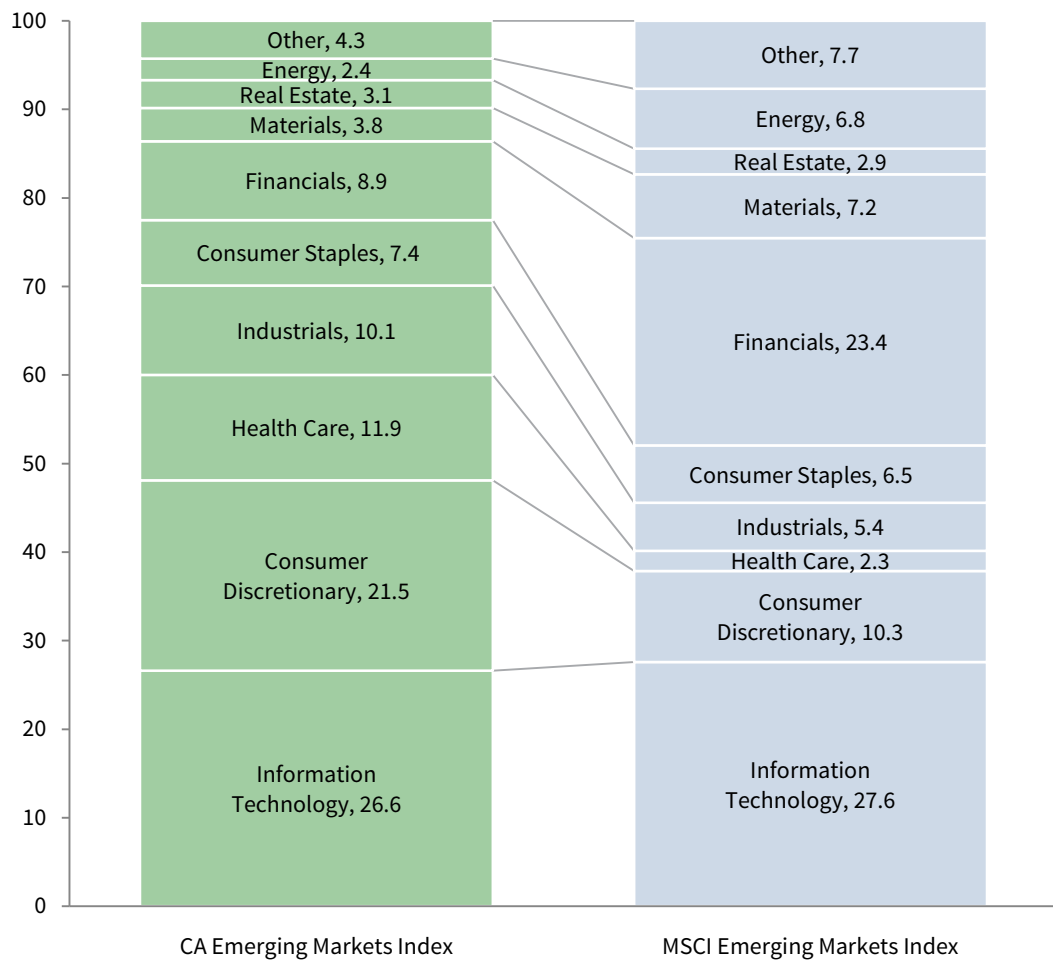 100
90
80
70
60
50
40
30
20
10
0
Other, 4.3
Energy, 2.4
Real Estate, 3.1
Materials, 3.8
Financials, 8.9
Consumer Staples, 7.4
Industrials, 10.1
Health Care, 11.9
Consumer
Discretionary, 21.5
Information
Technology, 26.6
Other, 7.7
Energy, 6.8
Real Estate, 2.9
Materials, 7.2
Financials, 23.4
Consumer Staples, 6.5
Industrials, 5.4
Health Care, 2.3
Consumer
Discretionary, 10.3
Information
Technology, 27.6
CA Emerging Markets Index
MSCI Emerging Markets Index